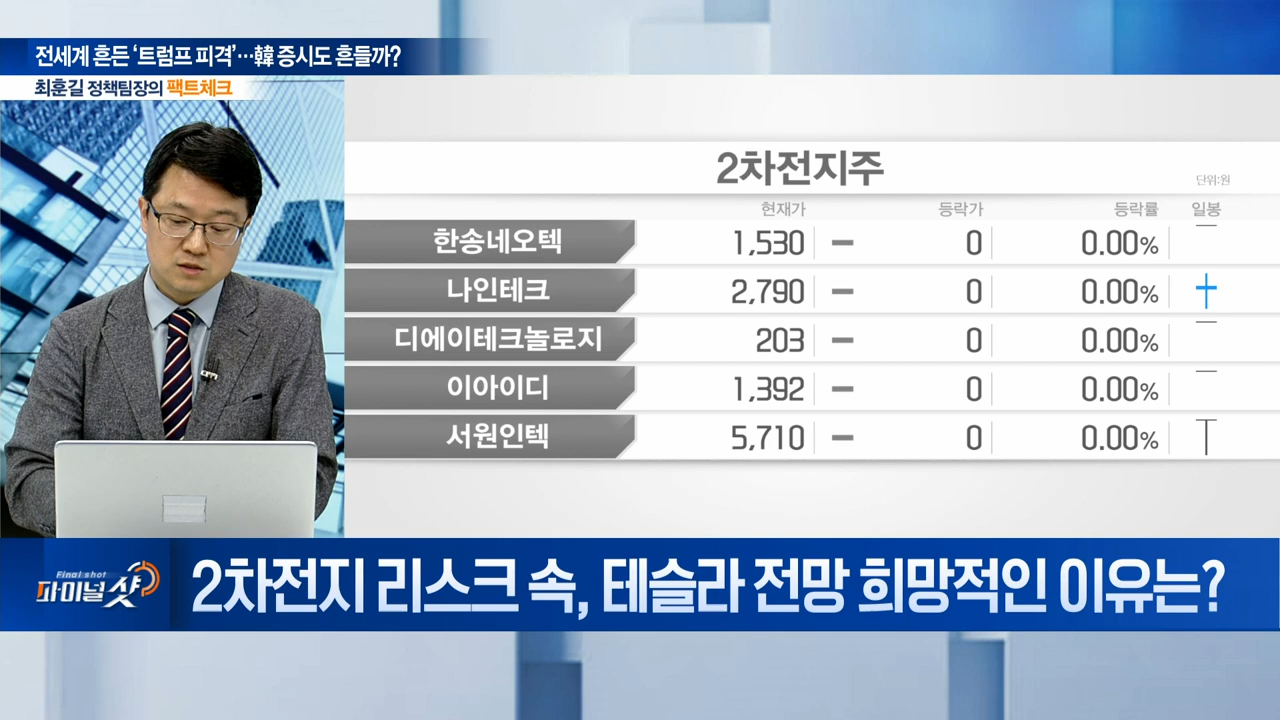 전세계 흔든 ‘트럼프 피격’…韓 증시도 흔들까?
최훈길 정책팀장의 팩트체크
2차전지주
단위:원
현재가 등락가 등락률 일봉
한송네오텍 1,530 0 0.00%
나인테크 2,790 0 0.00%
디에이테크놀로지 203 0 0.00%
이아이디 1,392 0 0.00%
서원인텍 5,710 0 0.00%
Final shot
파이널샷
2차전지 리스크 속, 테슬라 전망 희망적인 이유는?